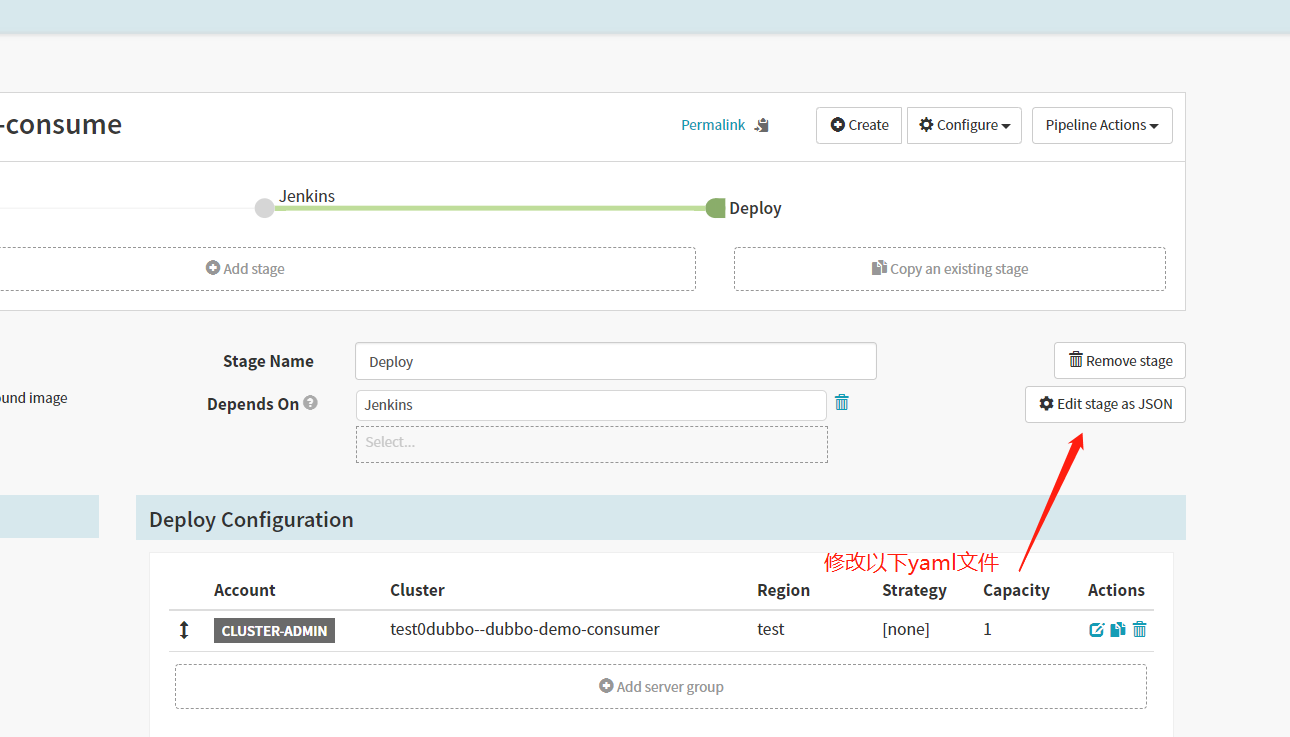 -consume
Permalink
Create
Configure
Pipeline Actions
Jenkins
Deploy
Add stage
Copy an existing stage
Stage Name
Deploy
Remove stage
ound image
Depends On
Jenkins
Edit stage as JSON
Select...
Deploy Configuration
修改以下yaml文件
Account Cluster Region Strategy Capacity Actions
CLUSTER-ADMIN test0dubbo--dubbo-demo-consumer test [none] 1
Add server group